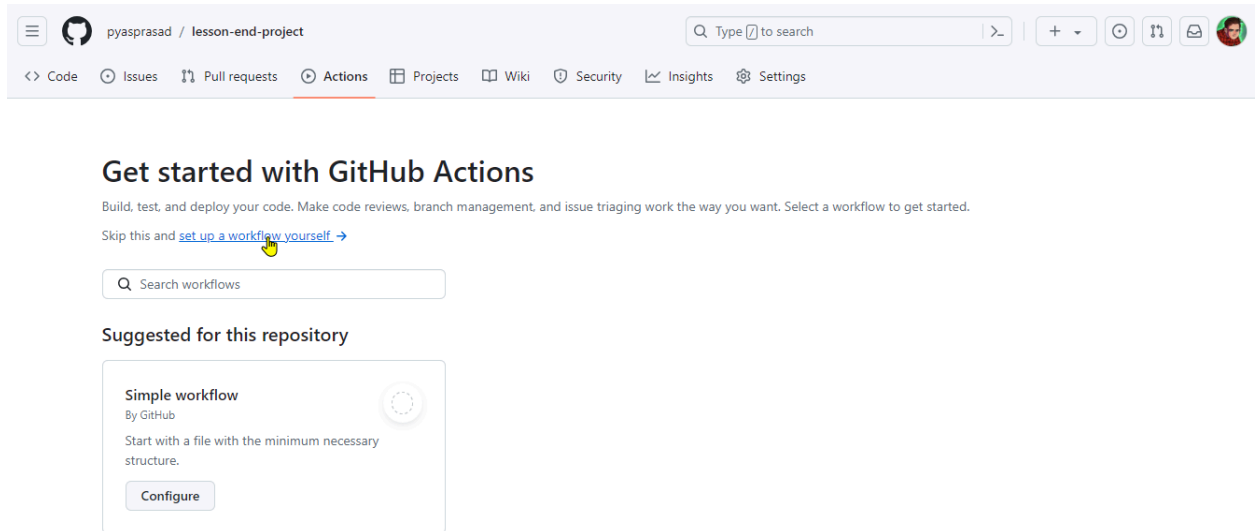 pyasprasad / lesson-end-project
Type / to search
Code Issues Pull requests Actions Projects Wiki Security Insights Settings
Get started with GitHub Actions
Build, test, and deploy your code. Make code reviews, branch management, and issue triaging work the way you want. Select a workflow to get started.
Skip this and set up a workflow yourself →
Search workflows
Suggested for this repository
Simple workflow
By GitHub
Start with a file with the minimum necessary
structure.
Configure